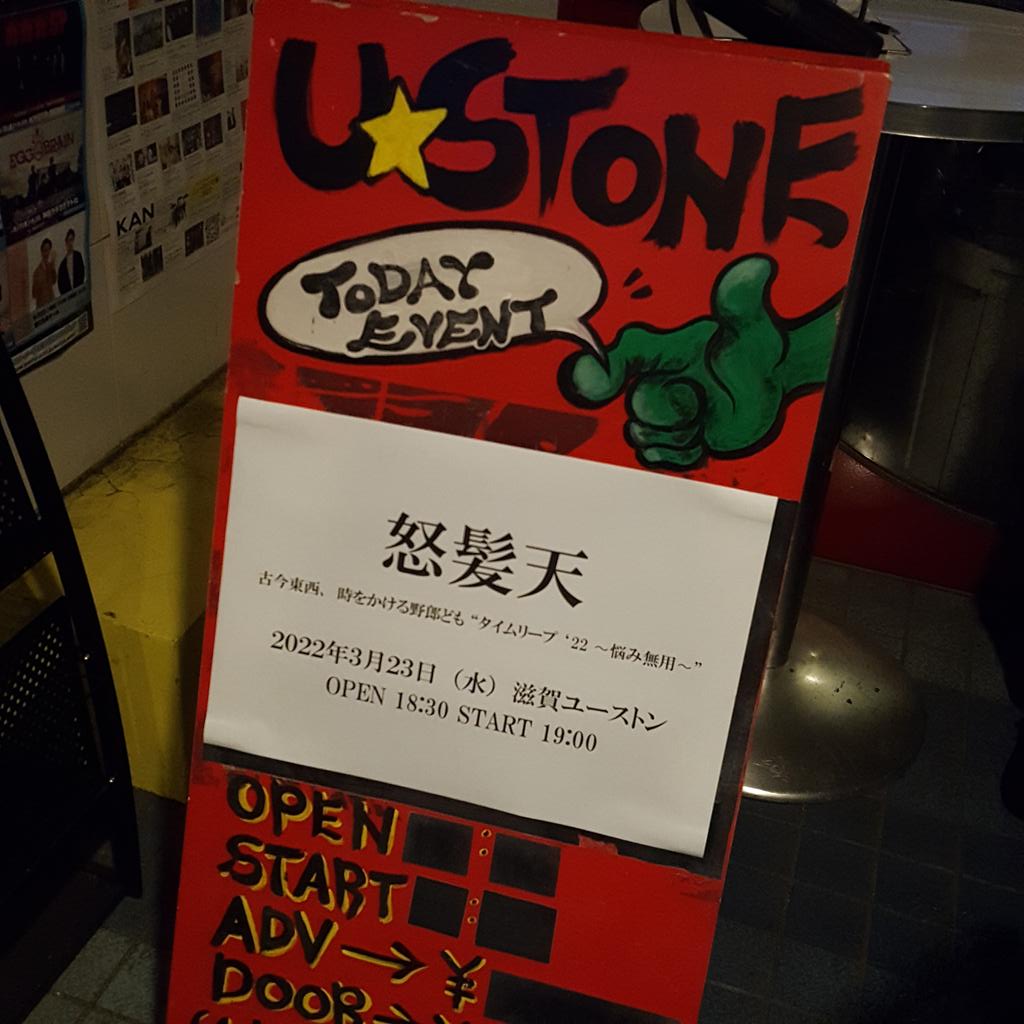 U★STONE
TODAY
EVENT
怒髪天
古今東西、時をかける野郎ども“タイムリープ ‘22 ～悩み無用～”
2022年3月23日（水）滋賀ユーストン
OPEN 18:30 START 19:00
OPEN :
START :
ADV→¥
DOOR→¥
EGG BRAIN
KAN